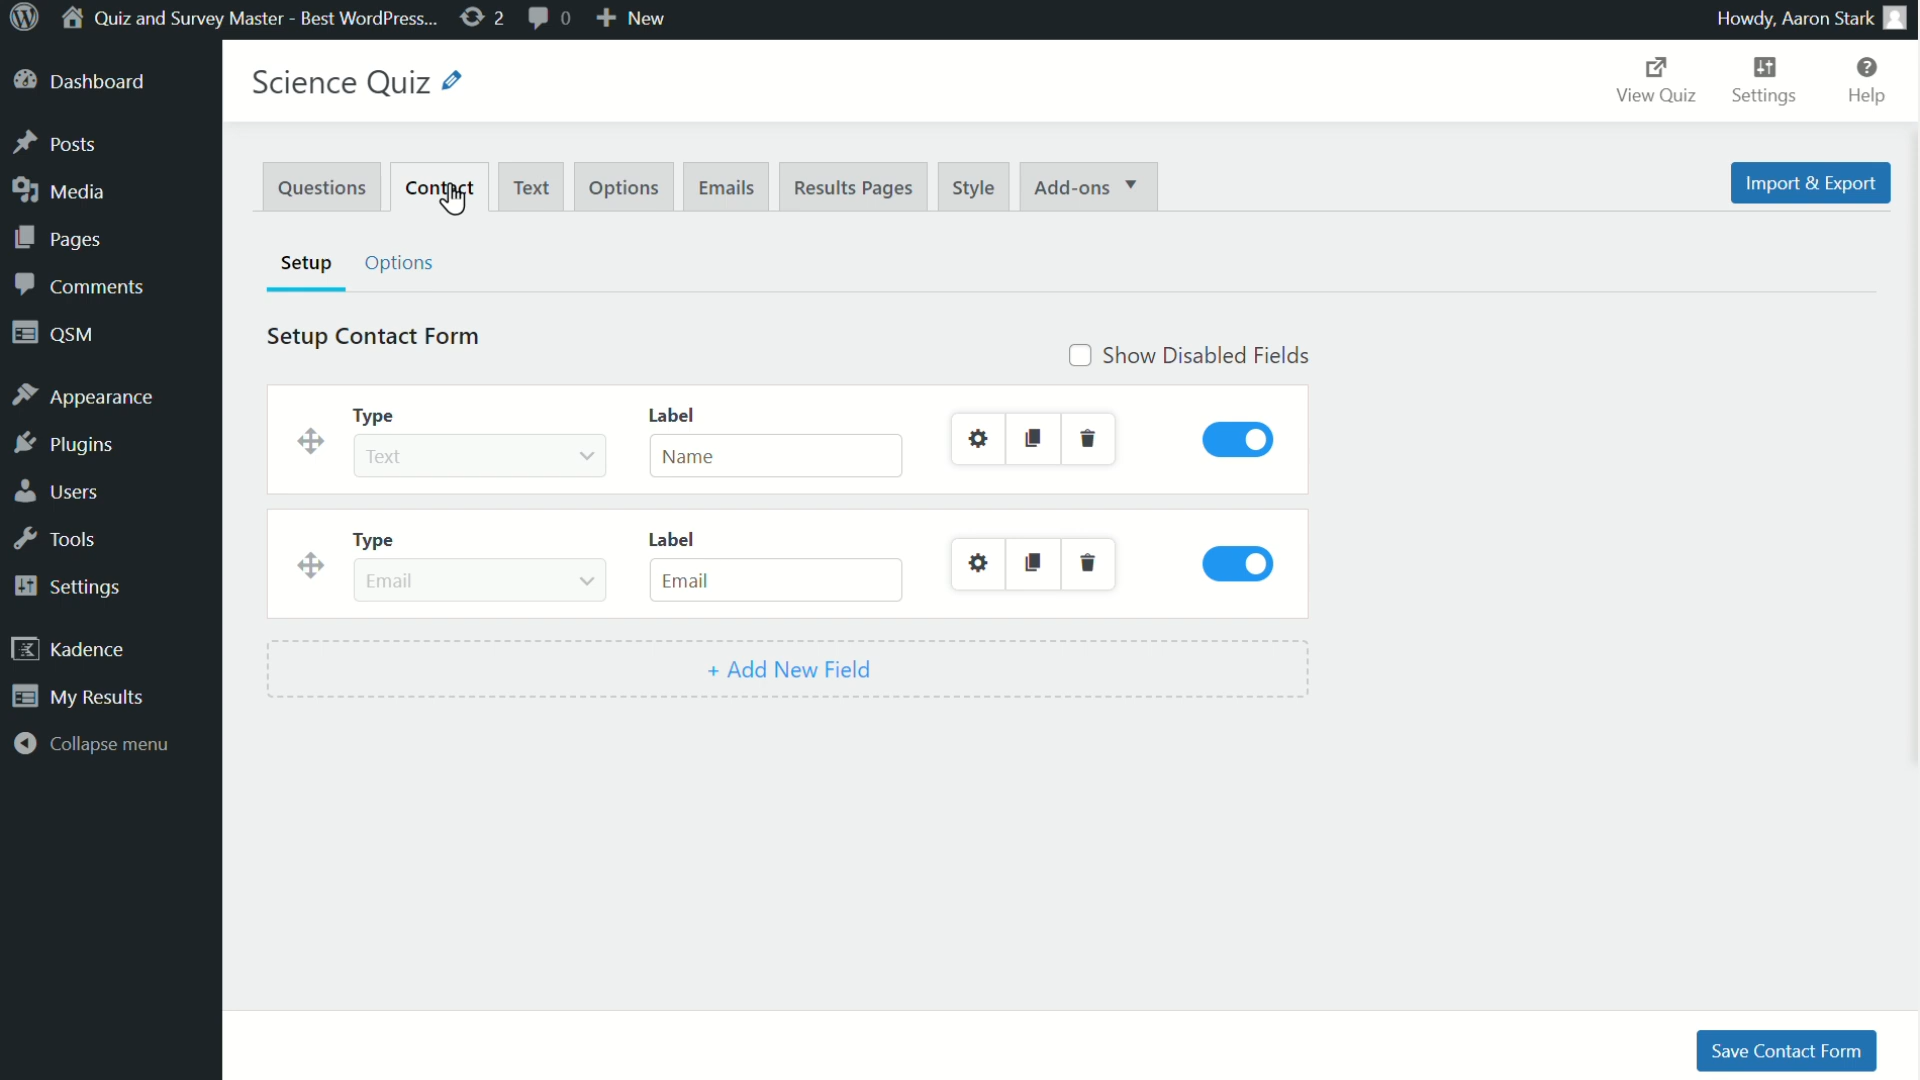 Quiz and Survey Master - Best WordPress... 2 0 New
Howdy, Aaron Stark
Dashboard
Posts
Media
Pages
Comments
QSM
Appearance
Plugins
Users
Tools
Settings
Kadence
My Results
Collapse menu
Science Quiz
View Quiz
Settings
Help
Questions
Contact
Text
Options
Emails
Results Pages
Style
Add-ons
Import & Export
Setup
Options
Setup Contact Form
Show Disabled Fields
Type
Label
Text
Name
Type
Label
Email
Email
+ Add New Field
Save Contact Form